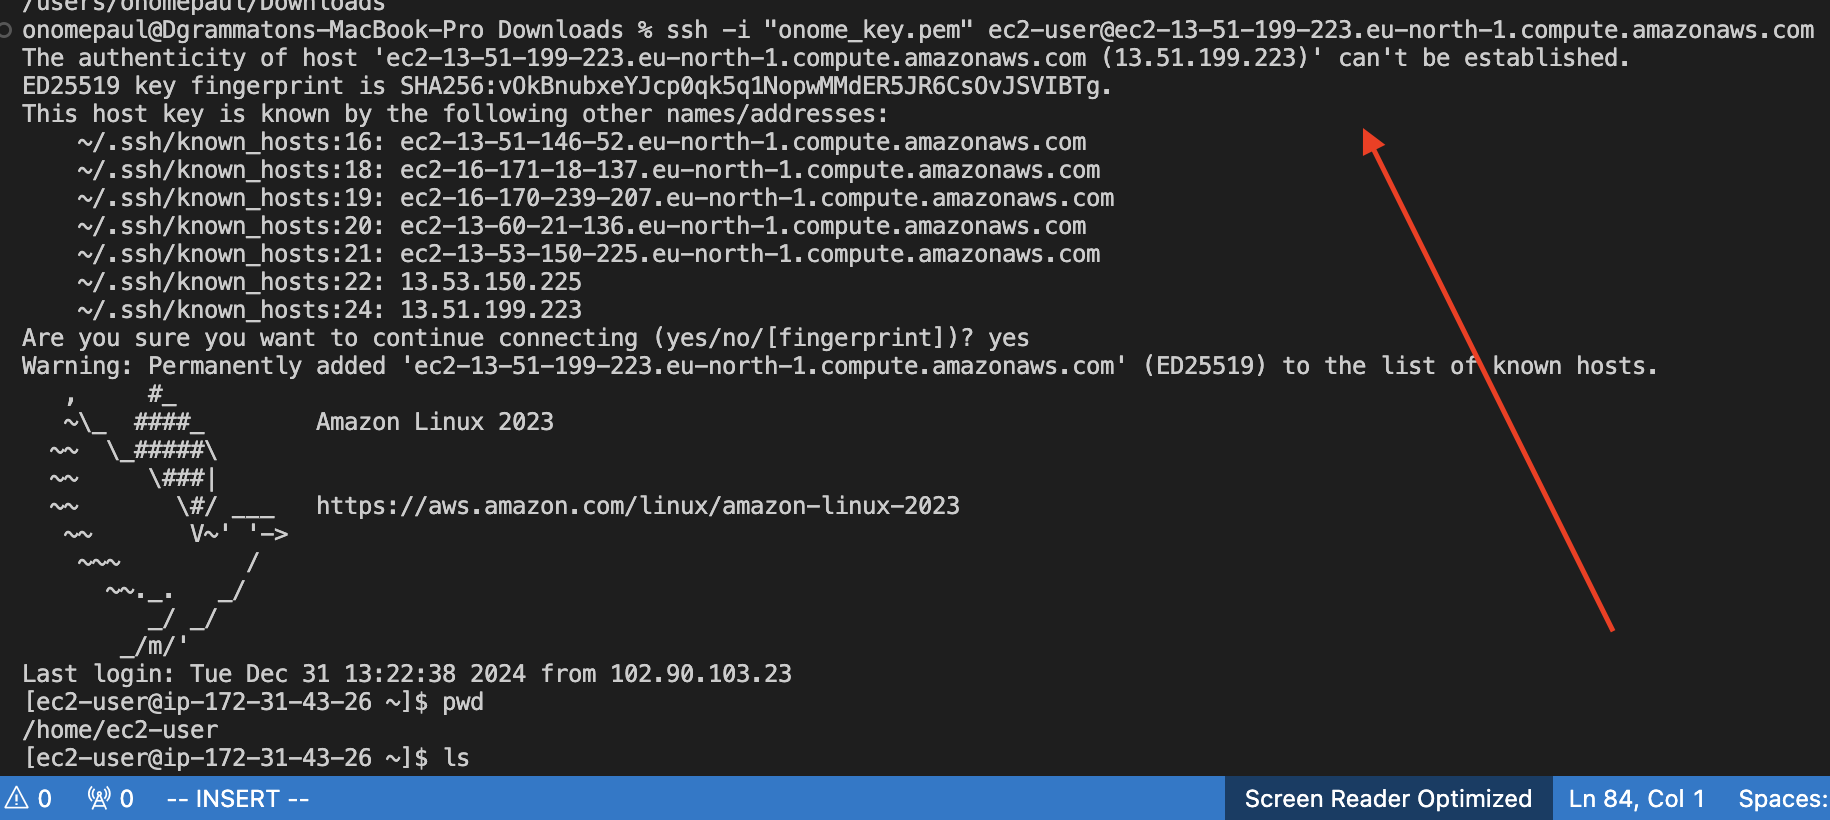 /users/onomepaul/Downloads
onomepaul@Dgrammatons-MacBook-Pro Downloads % ssh -i "onome_key.pem" ec2-user@ec2-13-51-199-223.eu-north-1.compute.amazonaws.com
The authenticity of host 'ec2-13-51-199-223.eu-north-1.compute.amazonaws.com (13.51.199.223)' can't be established.
ED25519 key fingerprint is SHA256:vOkBnubxeYJcp0qk5q1NopwMMdER5JR6CsOvJSVIBTg.
This host key is known by the following other names/addresses:
    ~/.ssh/known_hosts:16: ec2-13-51-146-52.eu-north-1.compute.amazonaws.com
    ~/.ssh/known_hosts:18: ec2-16-171-18-137.eu-north-1.compute.amazonaws.com
    ~/.ssh/known_hosts:19: ec2-16-170-239-207.eu-north-1.compute.amazonaws.com
    ~/.ssh/known_hosts:20: ec2-13-60-21-136.eu-north-1.compute.amazonaws.com
    ~/.ssh/known_hosts:21: ec2-13-53-150-225.eu-north-1.compute.amazonaws.com
    ~/.ssh/known_hosts:22: 13.53.150.225
    ~/.ssh/known_hosts:24: 13.51.199.223
Are you sure you want to continue connecting (yes/no/[fingerprint])? yes
Warning: Permanently added 'ec2-13-51-199-223.eu-north-1.compute.amazonaws.com' (ED25519) to the list of known hosts.
   ,     #_
   ~\_  ####_        Amazon Linux 2023
  ~~  \_#####\
  ~~     \###|
  ~~       \#/ ___   https://aws.amazon.com/linux/amazon-linux-2023
   ~~       V~' '->
    ~~~         /
      ~~._.   _/
         _/ _/
       _/m/'
Last login: Tue Dec 31 13:22:38 2024 from 102.90.103.23
[ec2-user@ip-172-31-43-26 ~]$ pwd
/home/ec2-user
[ec2-user@ip-172-31-43-26 ~]$ ls
0 0 -- INSERT -- Screen Reader Optimized Ln 84, Col 1 Spaces: